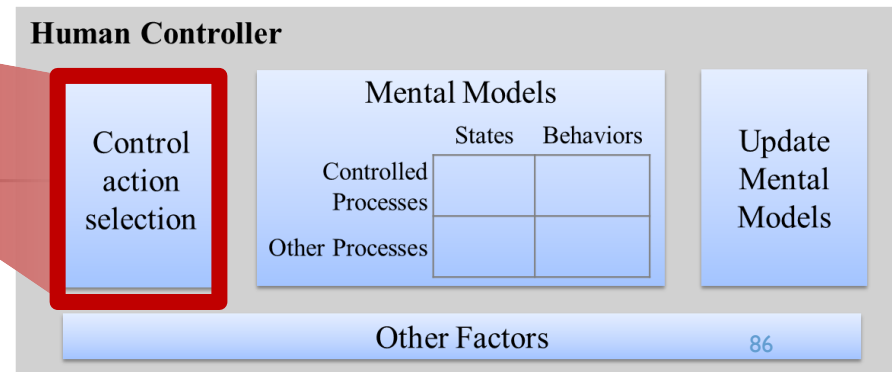 Human Controller
Control
action
selection
Mental Models
States Behaviors
Controlled
Processes
Other Processes
Update
Mental
Models
Other Factors
86